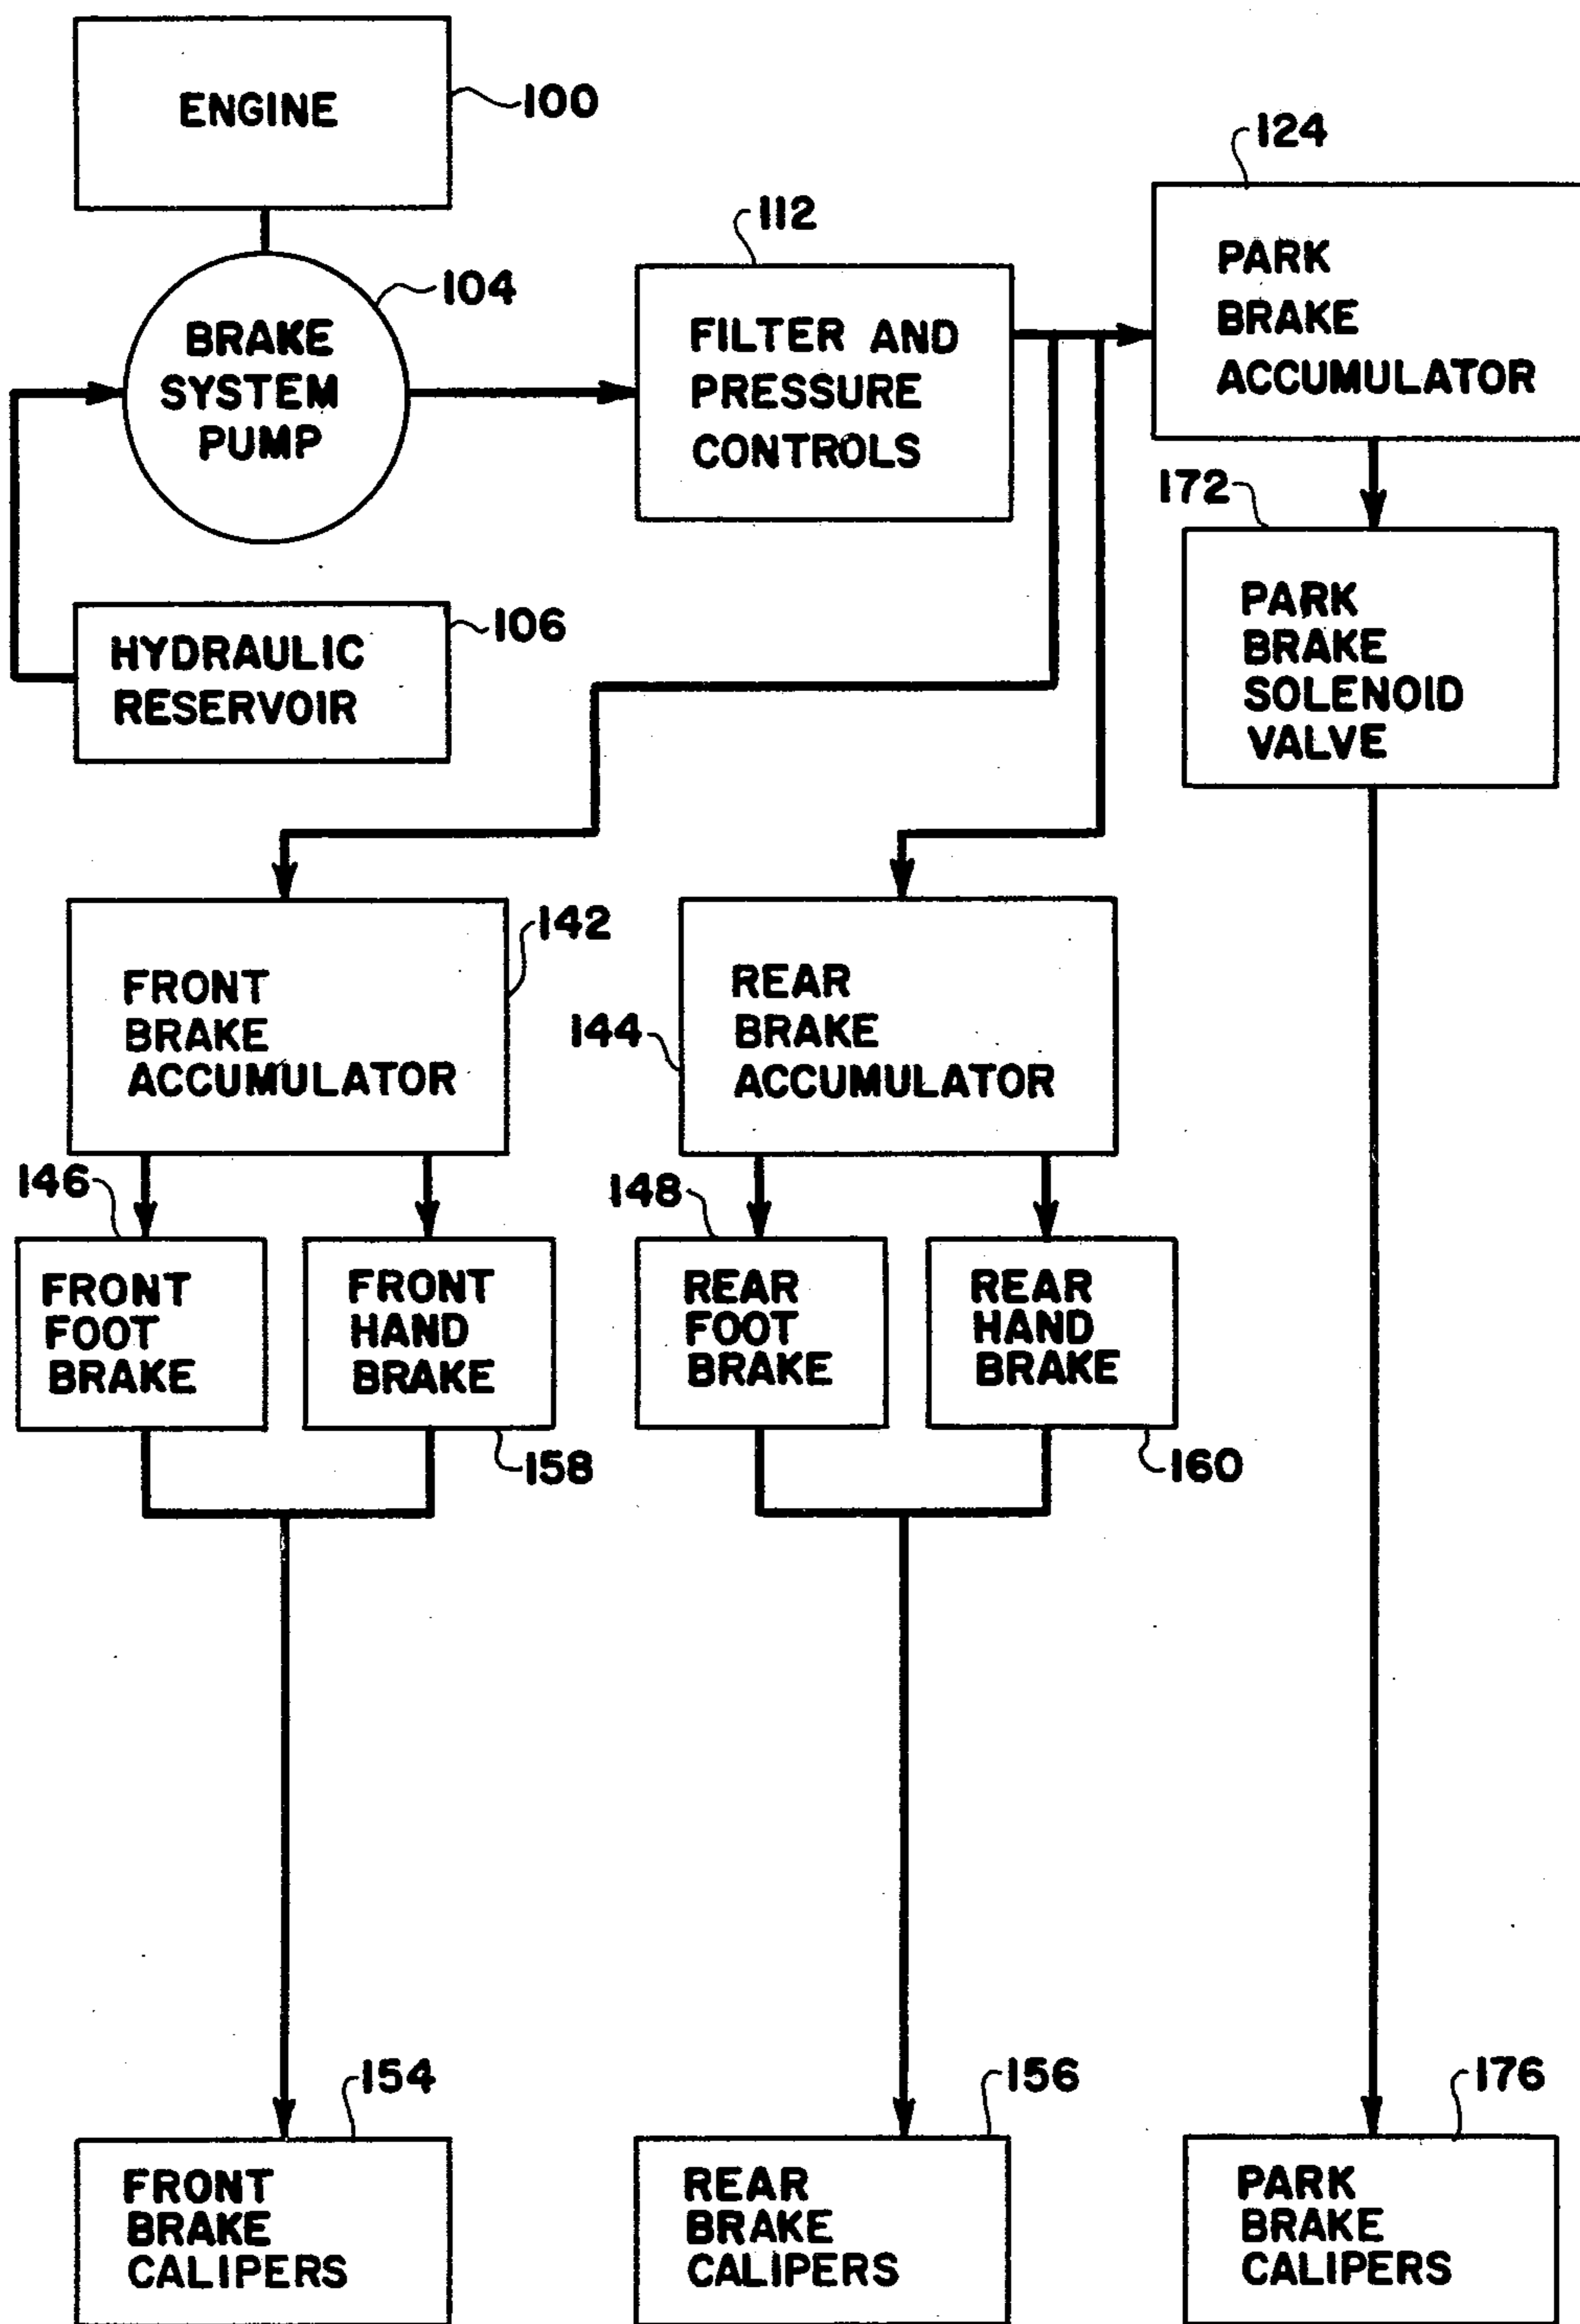 ENGINE
100
124
112
104
BRAKE
SYSTEM
PUMP
FILTER AND
PRESSURE
CONTROLS
PARK
BRAKE
ACCUMULATOR
172
106
HYDRAULIC
RESERVOIR
PARK
BRAKE
SOLENOID
VALVE
142
FRONT
BRAKE
ACCUMULATOR
144
REAR
BRAKE
ACCUMULATOR
146
148
FRONT
FOOT
BRAKE
FRONT
HAND
BRAKE
REAR
FOOT
BRAKE
REAR
HAND
BRAKE
158
160
154
156
176
FRONT
BRAKE
CALIPERS
REAR
BRAKE
CALIPERS
PARK
BRAKE
CALIPERS